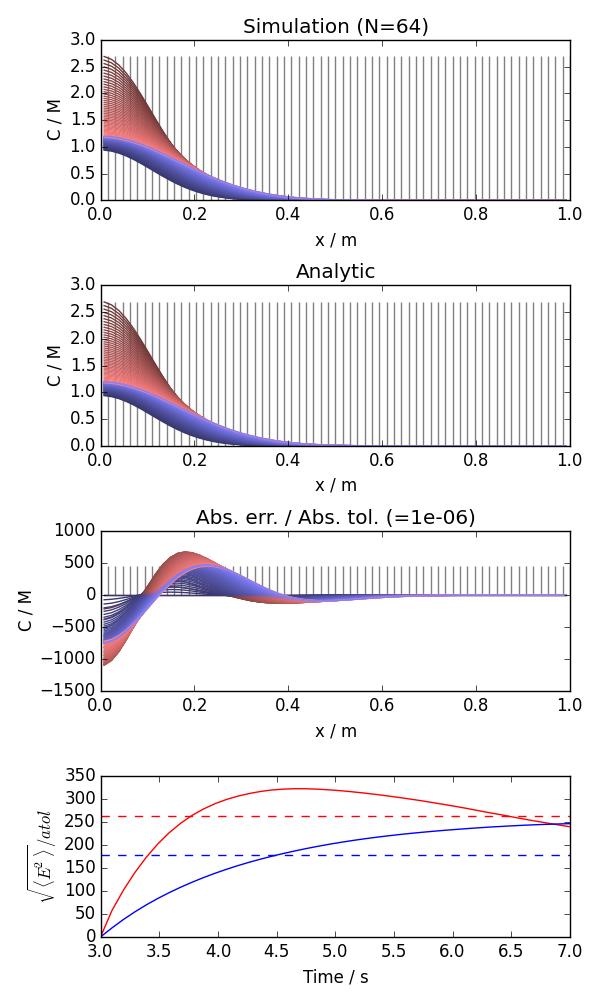 Simulation (N=64)
3.0
2.5
2.0
1.5
1.0
0.5
0.0
C / M
0.0 0.2 0.4 0.6 0.8 1.0
x / m
Analytic
3.0
2.5
2.0
1.5
1.0
0.5
0.0
C / M
0.0 0.2 0.4 0.6 0.8 1.0
x / m
Abs. err. / Abs. tol. (=1e-06)
1000
500
0
−500
−1000
−1500
C / M
0.0 0.2 0.4 0.6 0.8 1.0
x / m
350
300
250
200
150
100
50
0
√⟨E²⟩/atol
3.0 3.5 4.0 4.5 5.0 5.5 6.0 6.5 7.0
Time / s